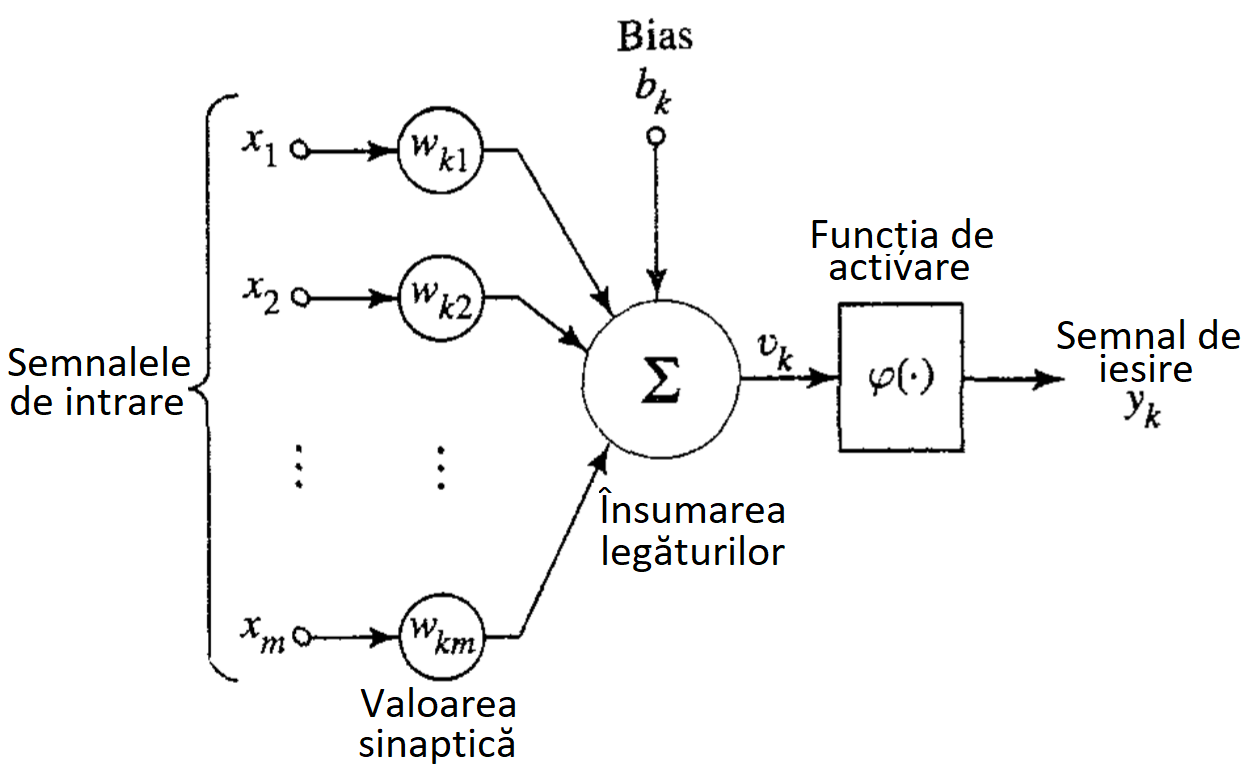 Bias
b_k
x_1
w_k1
Funcția de
activare
x_2
w_k2
Semnalele
de intrare
Σ
v_k
φ(·)
Semnal de
iesire
y_k
Însumarea
legăturilor
x_m
w_km
Valoarea
sinaptică